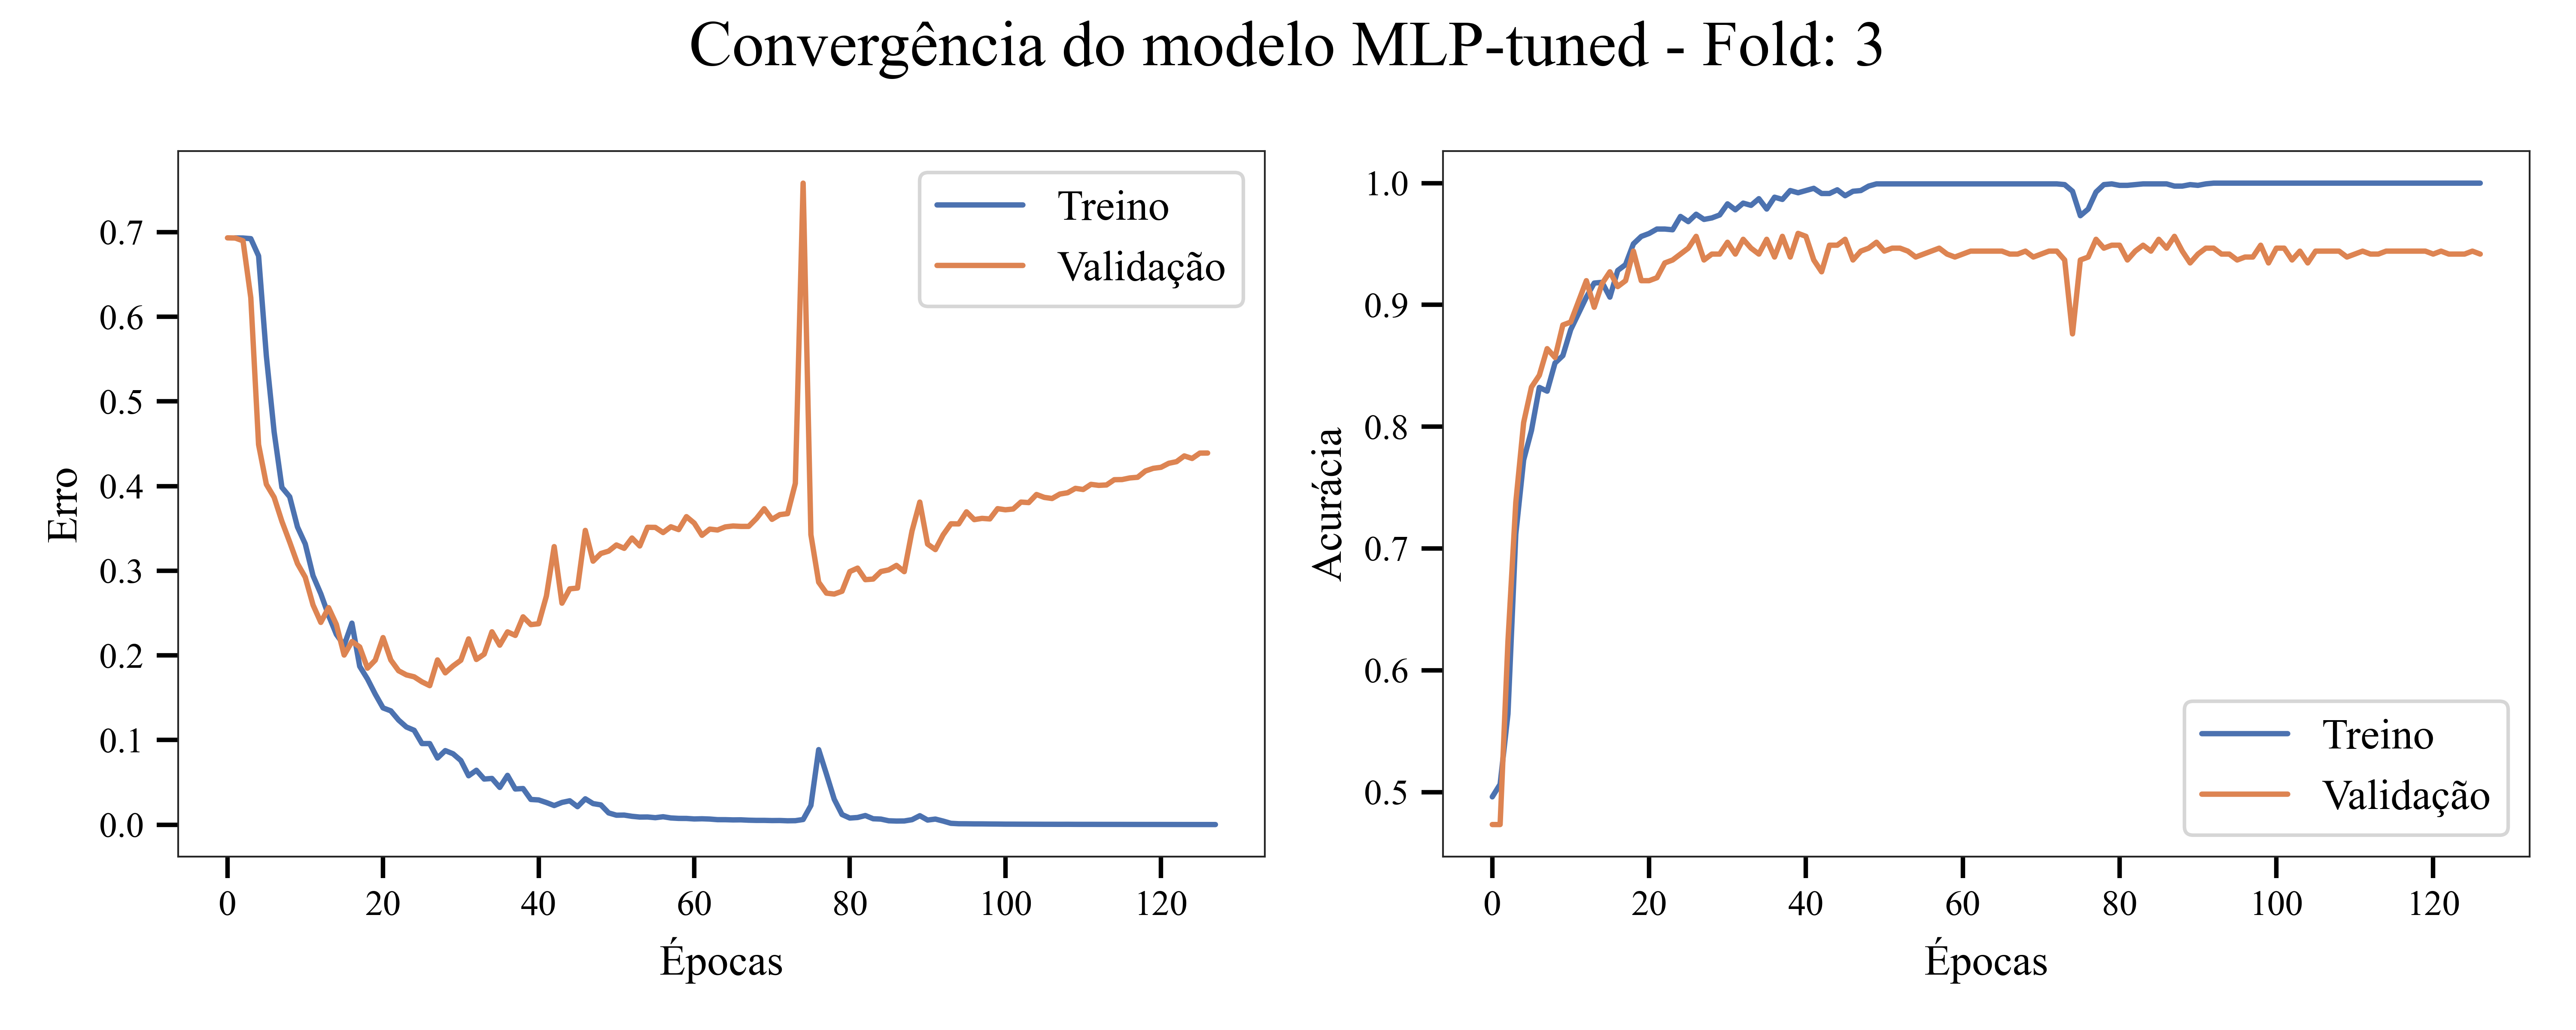 Convergência do modelo MLP-tuned - Fold: 3
Treino
Validação
0.7
0.6
0.5
0.4
0.3
0.2
0.1
0.0
Erro
0 20 40 60 80 100 120
Épocas
1.0
0.9
0.8
0.7
0.6
0.5
Acurácia
Treino
Validação
0 20 40 60 80 100 120
Épocas